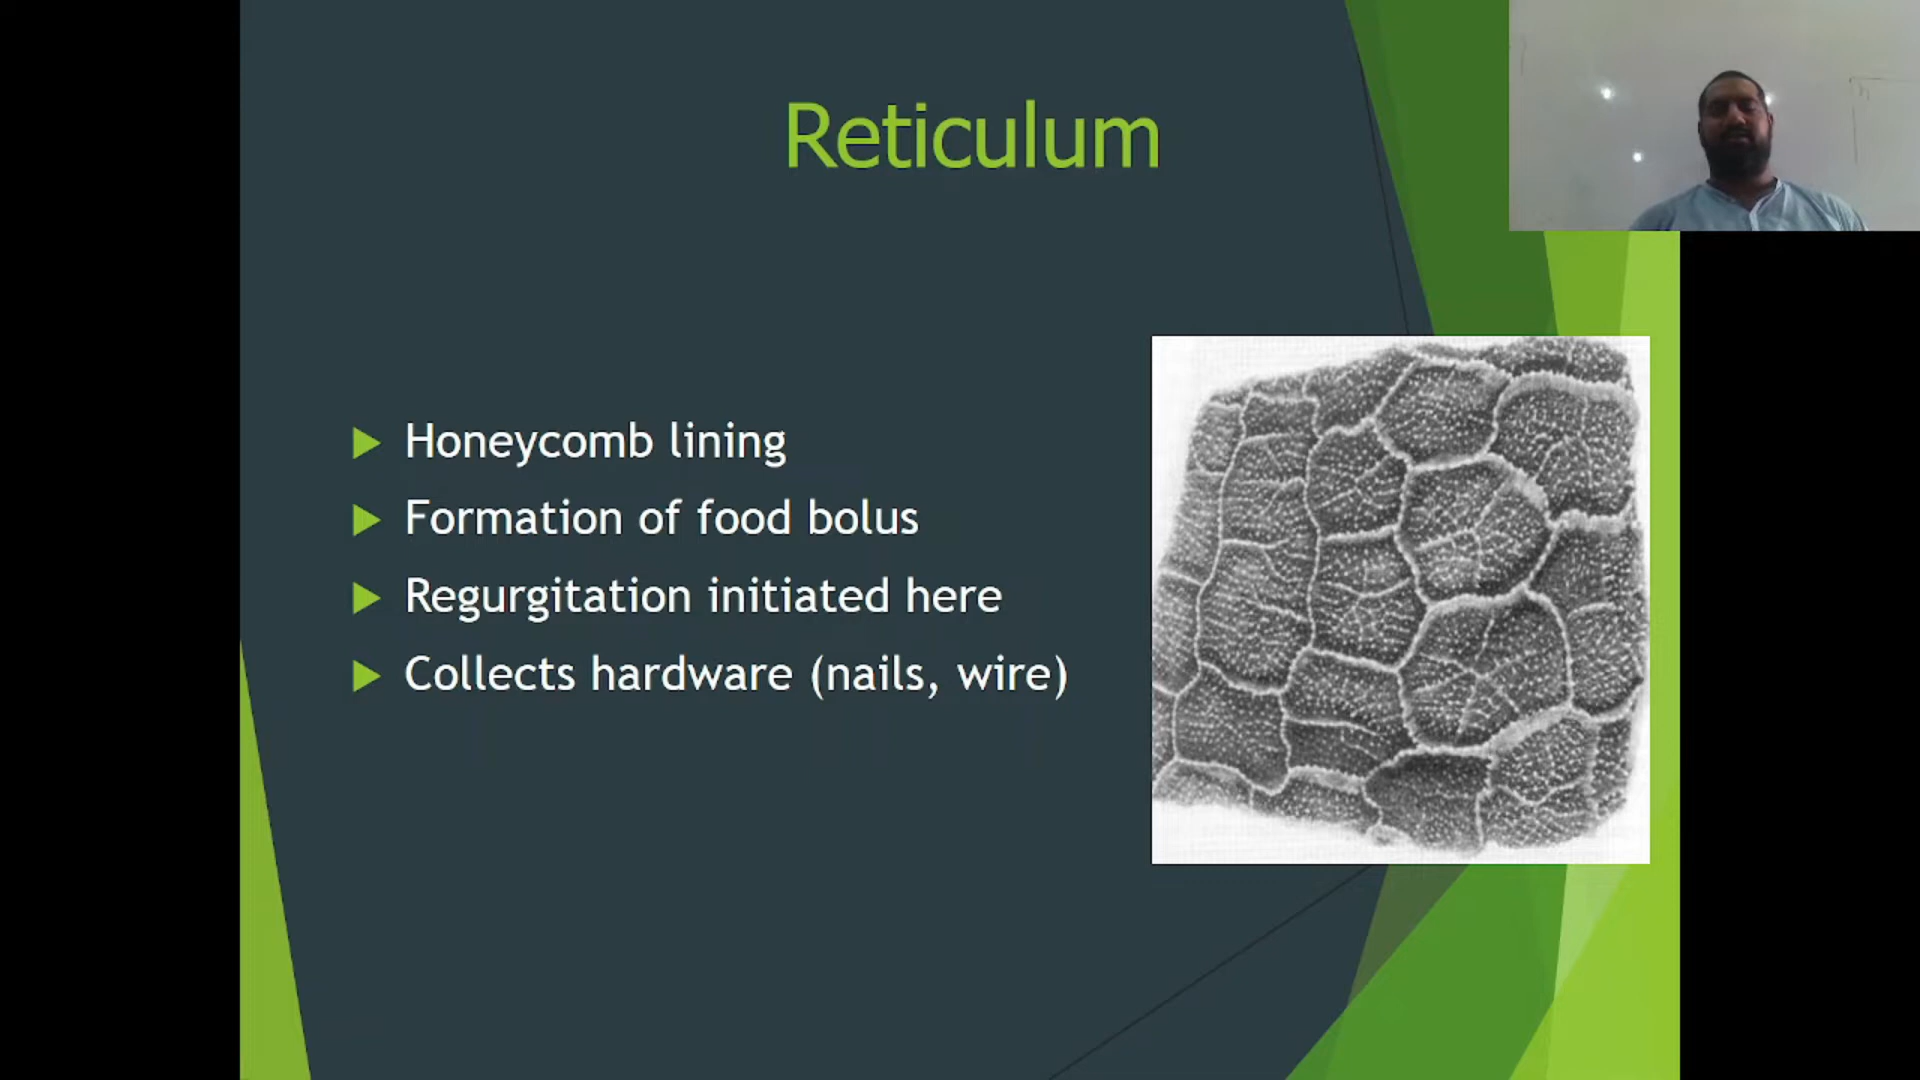 Reticulum
Honeycomb lining
Formation of food bolus
Regurgitation initiated here
Collects hardware (nails, wire)